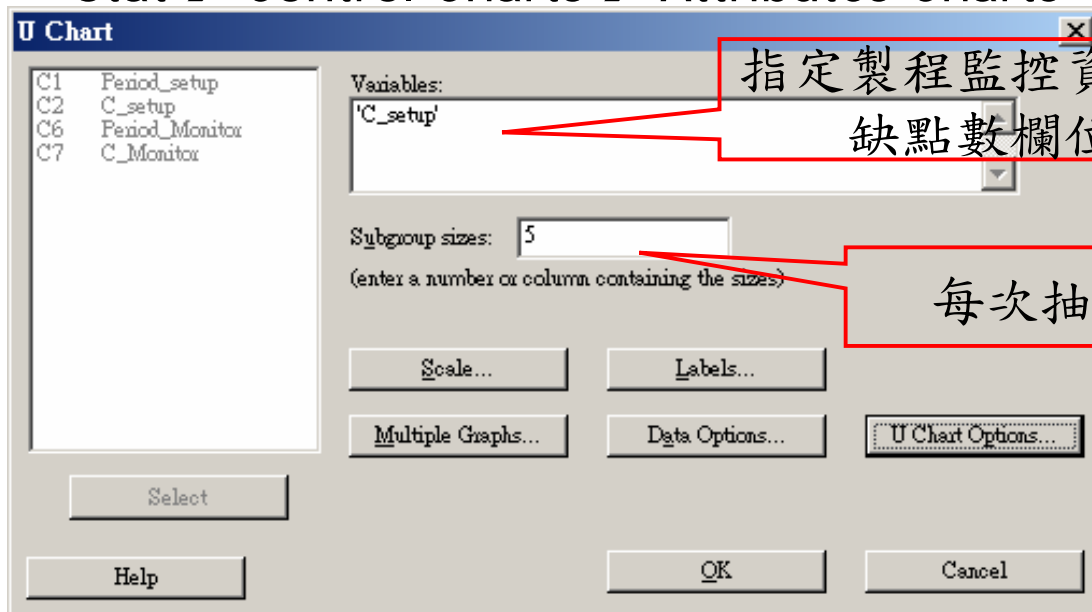 U Chart
C1 Period_setup
C2 C_setup
C6 Period_Monitor
C7 C_Monitor
Variables:
'C_setup'
指定製程監控資
缺點數欄位
Subgroup sizes: 5
(enter a number or column containing the sizes)
每次抽
Scale...
Labels...
Multiple Graphs...
Data Options...
U Chart Options...
Select
Help
OK
Cancel